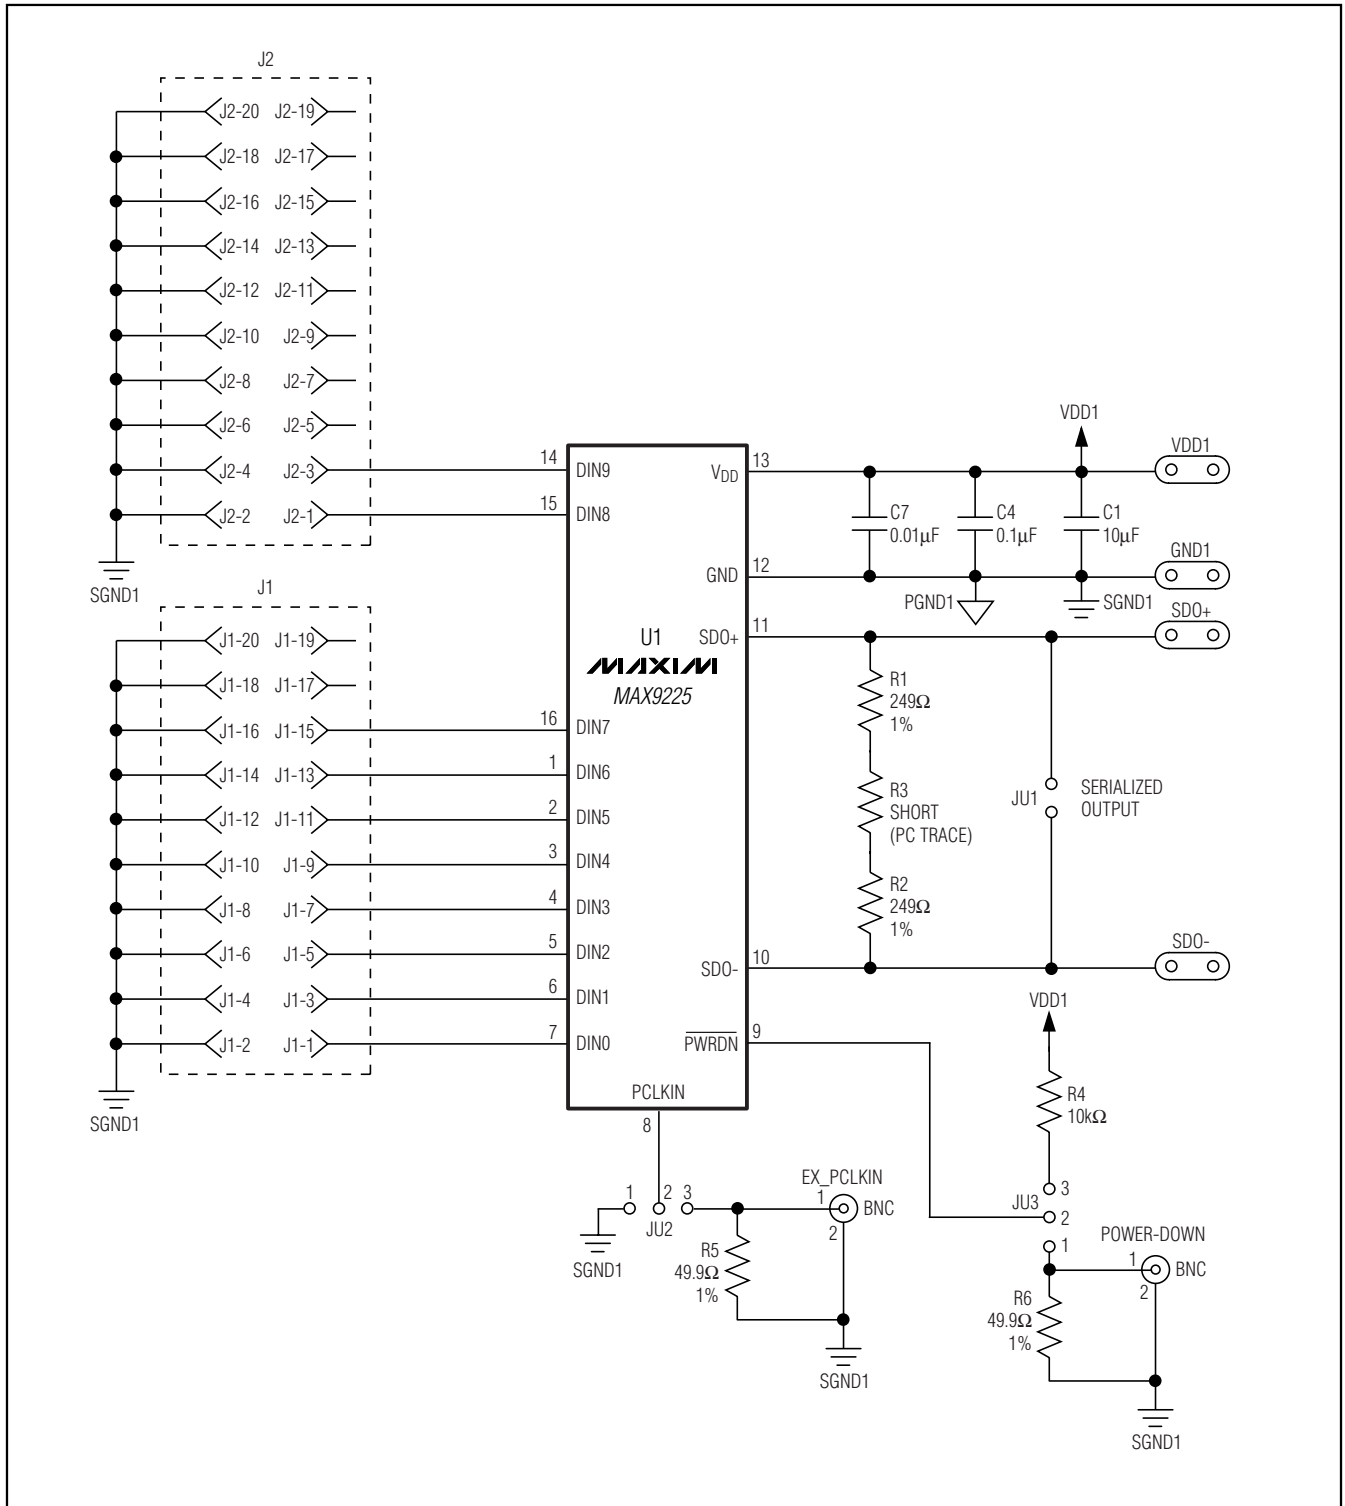 J2
J2-20 J2-19
J2-18 J2-17
J2-16 J2-15
J2-14 J2-13
J2-12 J2-11
J2-10 J2-9
J2-8 J2-7
J2-6 J2-5
J2-4 J2-3
J2-2 J2-1
SGND1
J1
J1-20 J1-19
J1-18 J1-17
J1-16 J1-15
J1-14 J1-13
J1-12 J1-11
J1-10 J1-9
J1-8 J1-7
J1-6 J1-5
J1-4 J1-3
J1-2 J1-1
SGND1
14 DIN9
15 DIN8
16 DIN7
1 DIN6
2 DIN5
3 DIN4
4 DIN3
5 DIN2
6 DIN1
7 DIN0
U1
MAXIM
MAX9225
VDD 13
GND 12
SDO+ 11
SDO- 10
PWRDN 9
PCLKIN
8
VDD1
VDD1
C7
0.01µF
C4
0.1µF
C1
10µF
GND1
PGND1
SGND1
SDO+
R1
249Ω
1%
R3
SHORT
(PC TRACE)
R2
249Ω
1%
JU1
SERIALIZED
OUTPUT
SDO-
VDD1
R4
10kΩ
JU3
3
2
1
POWER-DOWN
1
BNC
2
R6
49.9Ω
1%
SGND1
1 2 3
JU2
SGND1
EX_PCLKIN
1
BNC
2
R5
49.9Ω
1%
SGND1